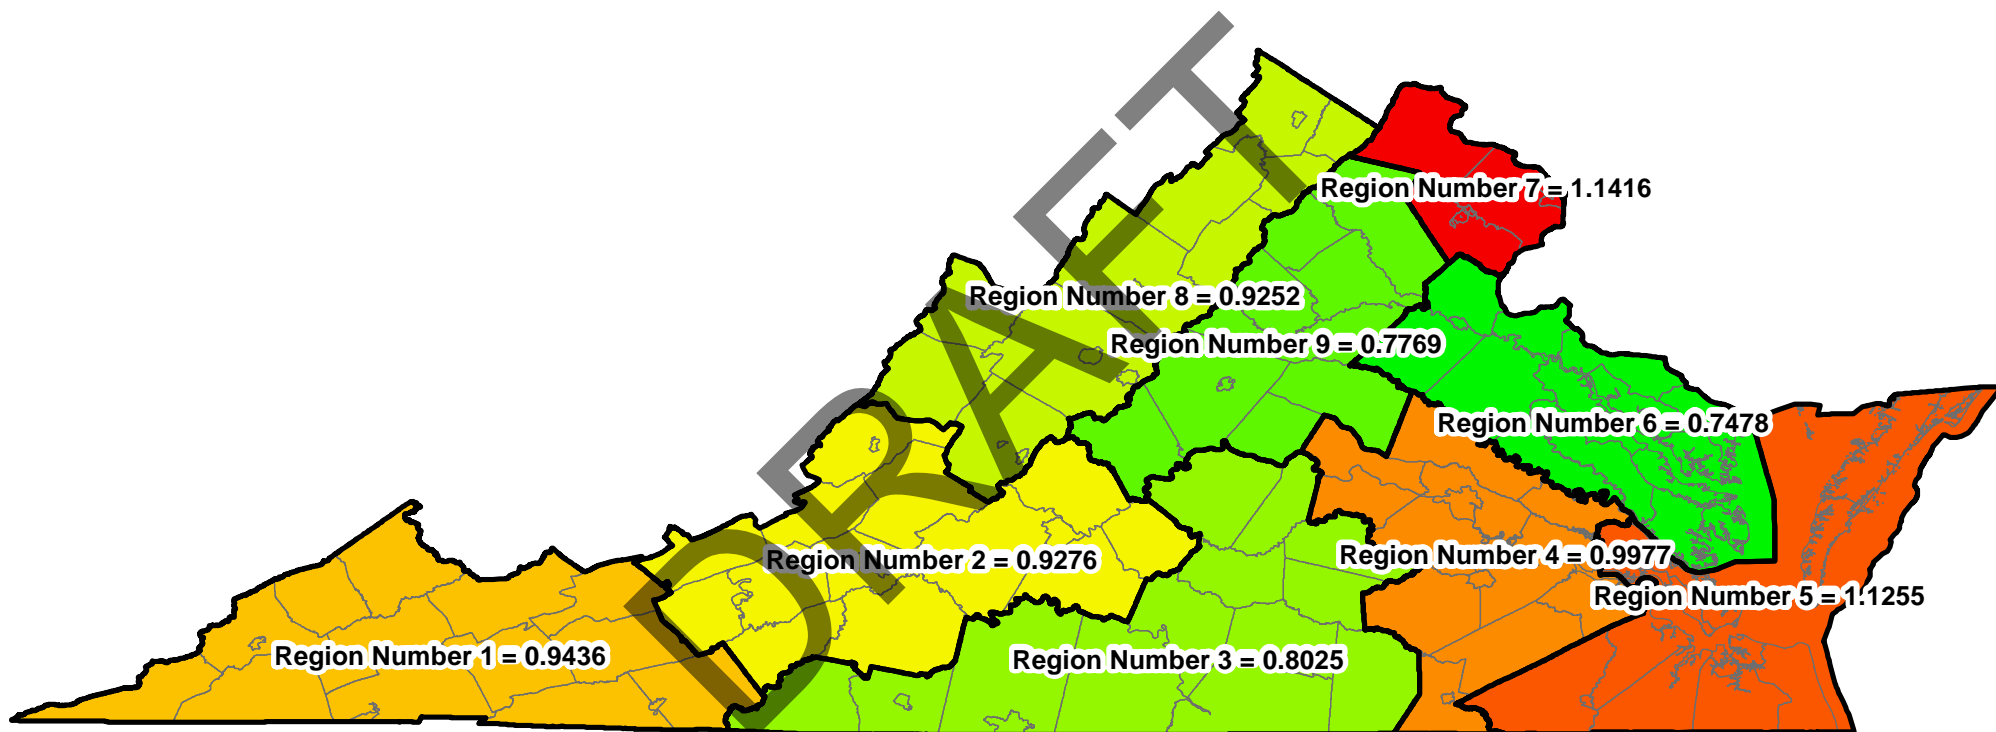 DRAFT
Region Number 7 = 1.1416
Region Number 8 = 0.9252
Region Number 9 = 0.7769
Region Number 6 = 0.7478
Region Number 4 = 0.9977
Region Number 2 = 0.9276
Region Number 5 = 1.1255
Region Number 1 = 0.9436
Region Number 3 = 0.8025